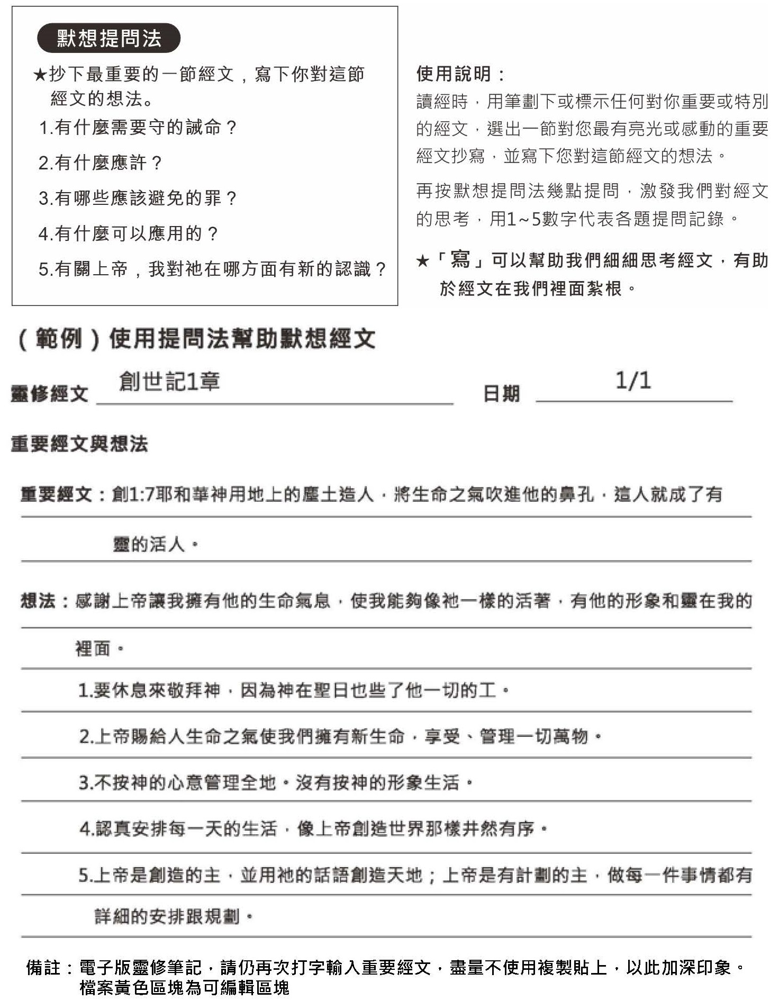 默想提問法
★抄下最重要的一節經文，寫下你對這節
經文的想法。
1.有什麼需要守的誡命？
2.有什麼應許？
3.有哪些應該避免的罪？
4.有什麼可以應用的？
5.有關上帝，我對祂在哪方面有新的認識？
使用說明：
讀經時，用筆劃下或標示任何對你重要或特別
的經文，選出一節對您最有亮光或感動的重要
經文抄寫，並寫下您對這節經文的想法。
再按默想提問法幾點提問，激發我們對經文
的思考，用1~5數字代表各題提問記錄。
★「寫」可以幫助我們細細思考經文，有助
於經文在我們裡面紮根。
（範例）使用提問法幫助默想經文
靈修經文 創世記1章 日期 1/1
重要經文與想法
重要經文：創1:7耶和華神用地上的塵土造人，將生命之氣吹進他的鼻孔，這人就成了有
靈的活人。
想法：感謝上帝讓我擁有他的生命氣息，使我能夠像祂一樣的活著，有他的形象和靈在我的
裡面。
1.要休息來敬拜神，因為神在聖日也些了他一切的工。
2.上帝賜給人生命之氣使我們擁有新生命，享受、管理一切萬物。
3.不按神的心意管理全地。沒有按神的形象生活。
4.認真安排每一天的生活，像上帝創造世界那樣井然有序。
5.上帝是創造的主，並用祂的話語創造天地；上帝是有計劃的主，做每一件事情都有
詳細的安排跟規劃。
備註：電子版靈修筆記，請仍再次打字輸入重要經文，盡量不使用複製貼上，以此加深印象。
檔案黃色區塊為可編輯區塊